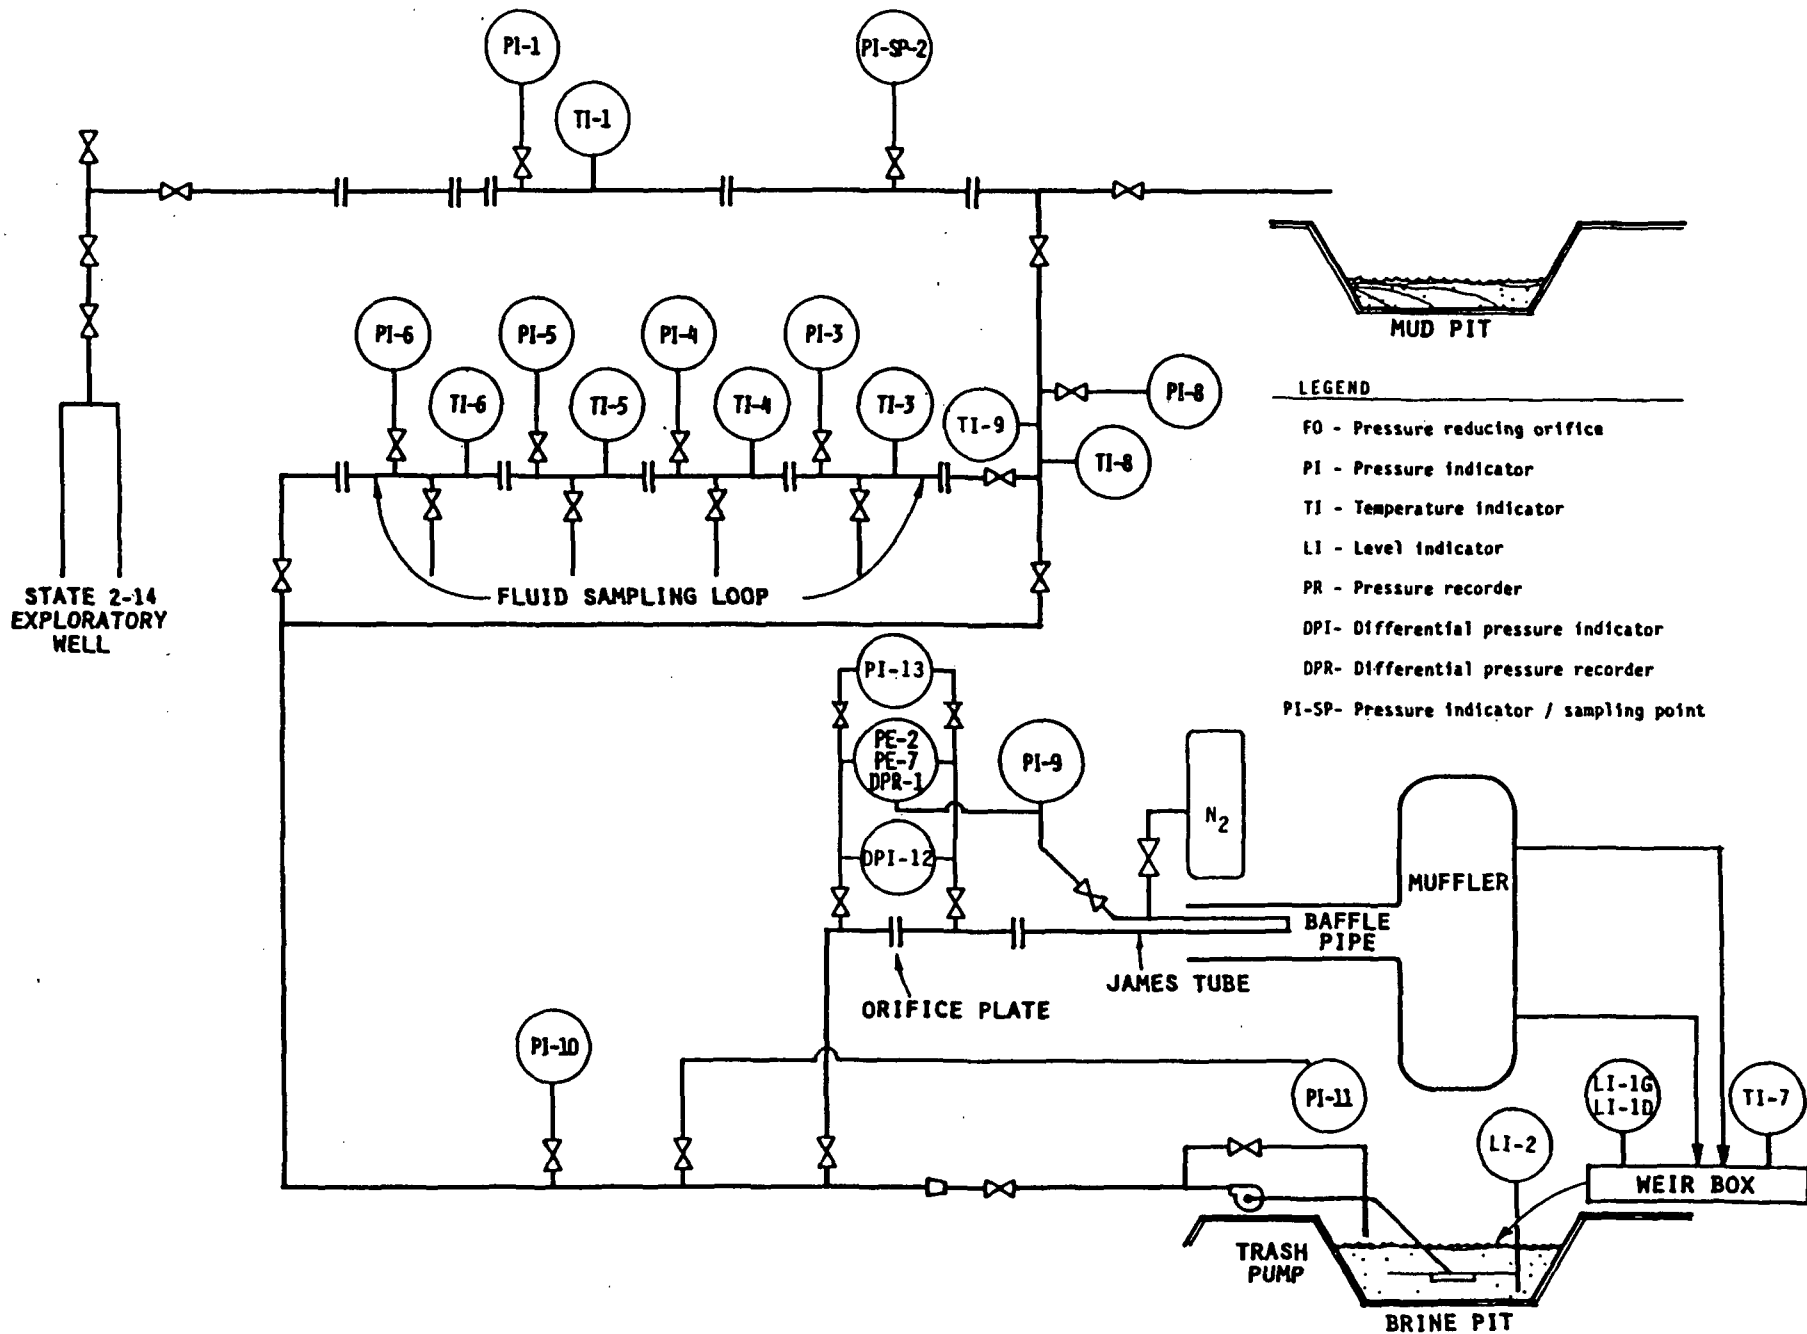 PI-1
PI-SP-2
TI-1
MUD PIT
PI-6
PI-5
PI-4
PI-3
TI-6
TI-5
TI-4
TI-3
TI-9
PI-8
TI-8
LEGEND
FO - Pressure reducing orifice
PI - Pressure indicator
TI - Temperature indicator
LI - Level indicator
PR - Pressure recorder
DPI- Differential pressure indicator
DPR- Differential pressure recorder
PI-SP- Pressure indicator / sampling point
STATE 2-14
EXPLORATORY
WELL
FLUID SAMPLING LOOP
PI-13
PE-2
PE-7
DPR-1
PI-9
N2
DPI-12
MUFFLER
BAFFLE
PIPE
JAMES TUBE
ORIFICE PLATE
PI-10
PI-11
LI-1G
LI-1D
TI-7
LI-2
WEIR BOX
TRASH
PUMP
BRINE PIT